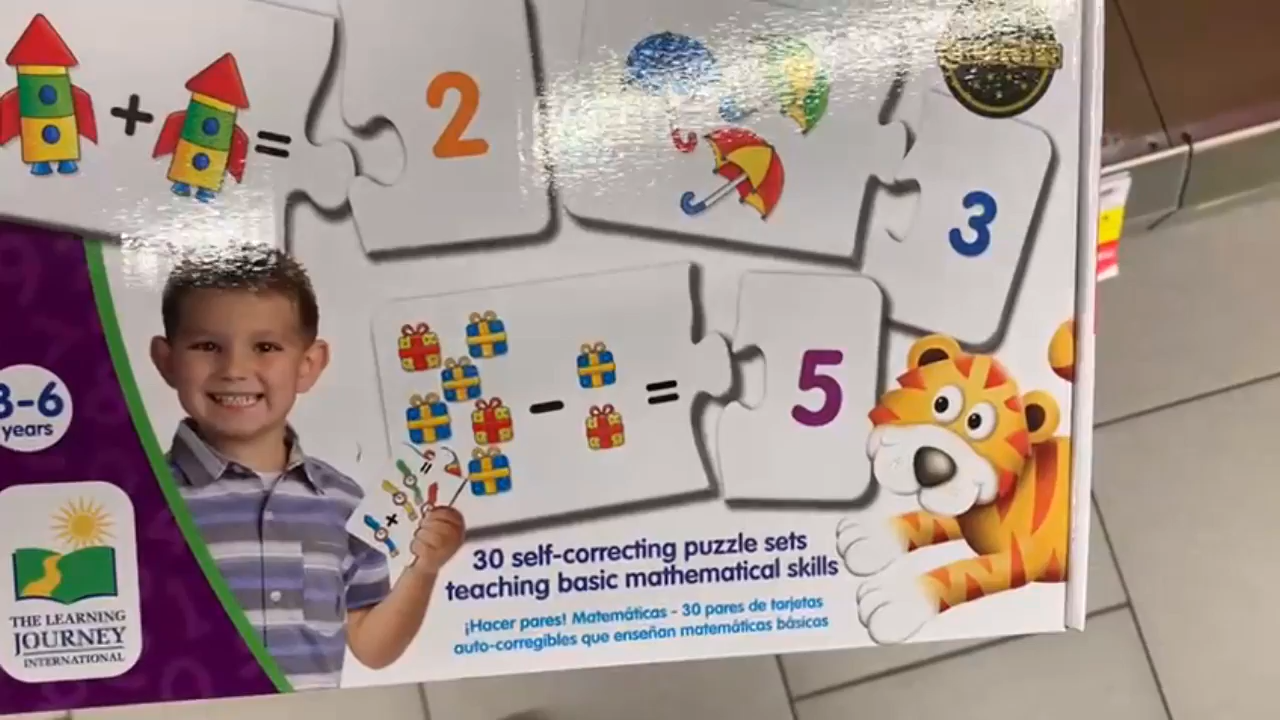 + = 2
3
- = 5
3-6
years
30 self-correcting puzzle sets
teaching basic mathematical skills
¡Hacer pares! Matemáticas - 30 pares de tarjetas
auto-corregibles que enseñan matemáticas básicas
THE LEARNING
JOURNEY
INTERNATIONAL